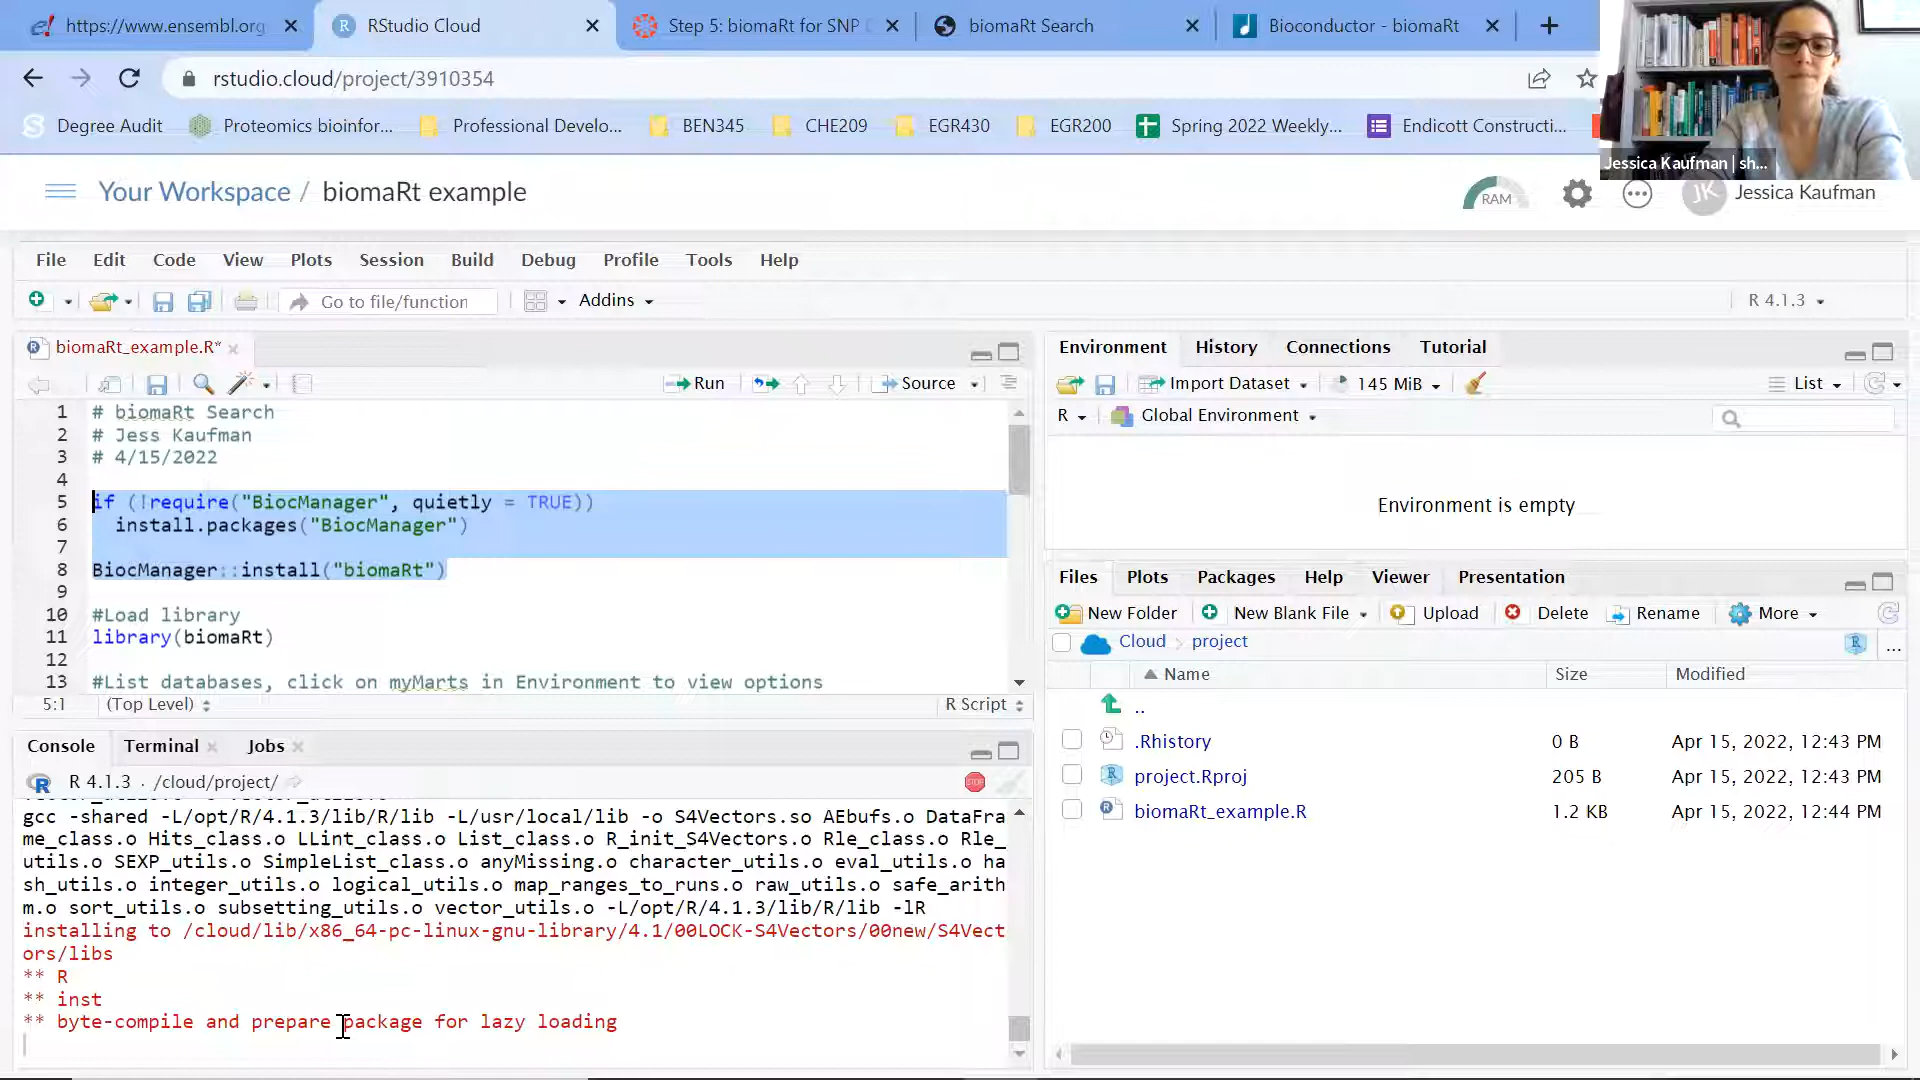 https://www.ensembl.org
RStudio Cloud
Step 5: biomaRt for SNP
biomaRt Search
Bioconductor - biomaRt
rstudio.cloud/project/3910354
Degree Audit
Proteomics bioinfor...
Professional Develo...
BEN345
CHE209
EGR430
EGR200
Spring 2022 Weekly...
Endicott Constructi...
Jessica Kaufman | sh...
Your Workspace / biomaRt example
RAM
JK
Jessica Kaufman
File Edit Code View Plots Session Build Debug Profile Tools Help
Go to file/function
Addins
R 4.1.3
biomaRt_example.R*
Run
Source
1 # biomaRt Search
2 # Jess Kaufman
3 # 4/15/2022
4
5 if (!require("BiocManager", quietly = TRUE))
6 install.packages("BiocManager")
7
8 BiocManager::install("biomaRt")
9
10 #Load library
11 library(biomaRt)
12
13 #List databases, click on myMarts in Environment to view options
5:1 (Top Level) R Script
Console Terminal Jobs
R 4.1.3 . /cloud/project/
gcc -shared -L/opt/R/4.1.3/lib/R/lib -L/usr/local/lib -o S4Vectors.so AEbufs.o DataFra
me_class.o Hits_class.o LLint_class.o List_class.o R_init_S4Vectors.o Rle_class.o Rle_
utils.o SEXP_utils.o SimpleList_class.o anyMissing.o character_utils.o eval_utils.o ha
sh_utils.o integer_utils.o logical_utils.o map_ranges_to_runs.o raw_utils.o safe_arith
m.o sort_utils.o subsetting_utils.o vector_utils.o -L/opt/R/4.1.3/lib/R/lib -lR
installing to /cloud/lib/x86_64-pc-linux-gnu-library/4.1/00LOCK-S4Vectors/00new/S4Vect
ors/libs
** R
** inst
** byte-compile and prepare package for lazy loading
Environment History Connections Tutorial
Import Dataset
145 MiB
List
R
Global Environment
Environment is empty
Files Plots Packages Help Viewer Presentation
New Folder New Blank File Upload Delete Rename More
Cloud project ...
Name Size Modified
..
.Rhistory 0 B Apr 15, 2022, 12:43 PM
project.Rproj 205 B Apr 15, 2022, 12:43 PM
biomaRt_example.R 1.2 KB Apr 15, 2022, 12:44 PM